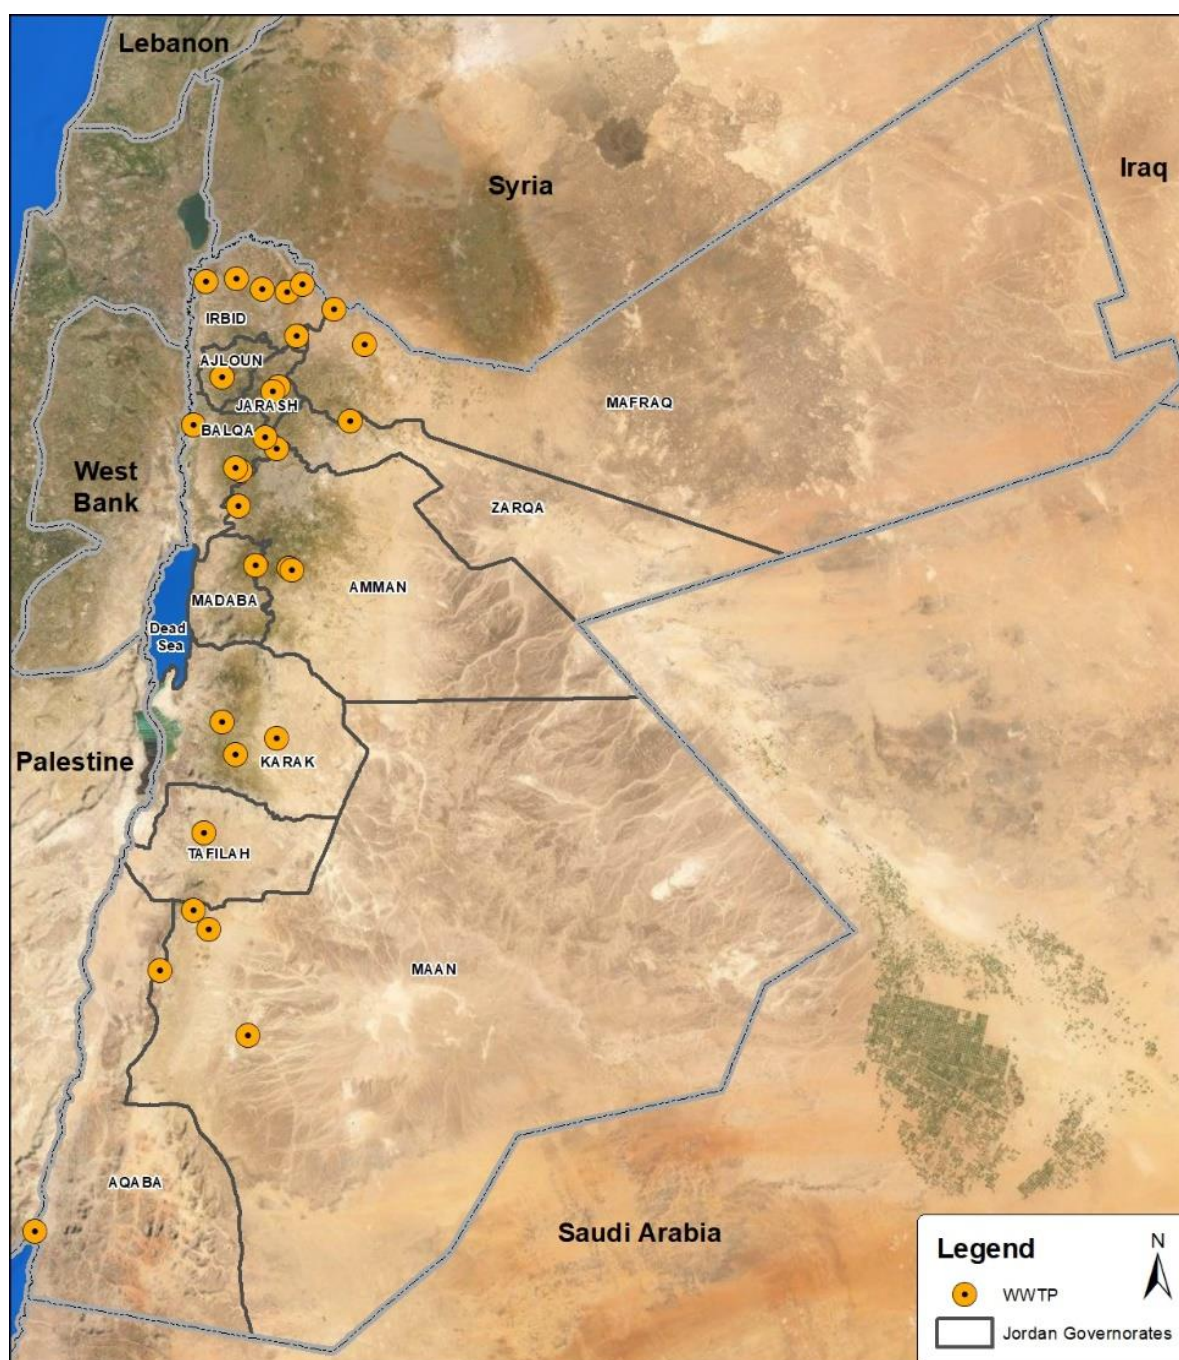 Lebanon
Syria
Iraq
IRBID
AJLOUN
JARASH
MAFRAQ
BALQA
West
Bank
ZARQA
AMMAN
MADABA
Dead
Sea
Palestine
KARAK
TAFILAH
MAAN
AQABA
Saudi Arabia
Legend
N
WWTP
Jordan Governorates